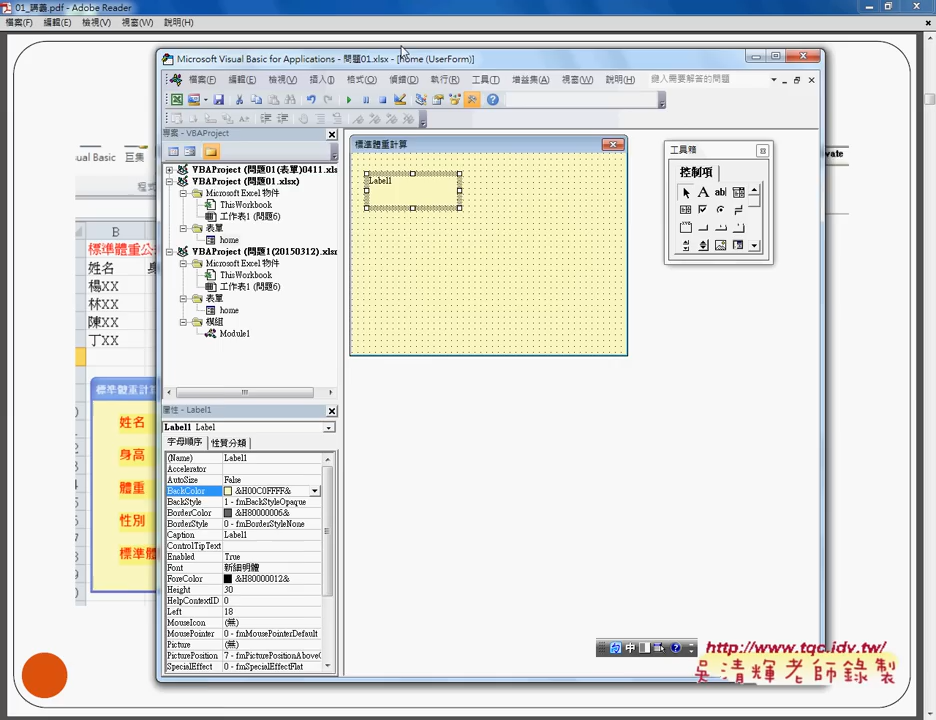 01_講義.pdf - Adobe Reader
檔案(F) 編輯(E) 檢視(V) 視窗(W) 說明(H)
Microsoft Visual Basic for Applications - 問題01.xlsx - [home (UserForm)]
檔案(F) 編輯(E) 檢視(V) 插入(I) 格式(O) 偵錯(D) 執行(R) 工具(T) 增益集(A) 視窗(W) 說明(H) 鍵入需要解答的問題
專案 - VBAProject
VBAProject (問題01(表單)0411.xls
VBAProject (問題01.xlsx)
Microsoft Excel 物件
ThisWorkbook
工作表1 (問題6)
表單
home
VBAProject (問題1(20150312).xlsr
Microsoft Excel 物件
ThisWorkbook
工作表1 (問題6)
表單
home
模組
Module1
標準體重計算
Label1
工具箱
控制項
A
ab|
屬性 - Label1
Label1 Label
字母順序 性質分類
(Name) Label1
Accelerator
AutoSize False
BackColor &H00C0FFFF&
BackStyle 1 - fmBackStyleOpaque
BorderColor &H80000006&
BorderStyle 0 - fmBorderStyleNone
Caption Label1
ControlTipText
Enabled True
Font 新細明體
ForeColor &H80000012&
Height 30
HelpContextID 0
Left 18
MouseIcon (無)
MousePointer 0 - fmMousePointerDefault
Picture (無)
PicturePosition 7 - fmPicturePositionAboveC
SpecialEffect 0 - fmSpecialEffectFlat
ual Basic 巨集
程式
B
標準體重公
姓名 身
楊XX
林XX
陳XX
丁XX
標準體重計算
姓名
身高
體重
性別
標準體
ivate
中
http://www.tqc.idv.tw/
吳清輝老師錄製